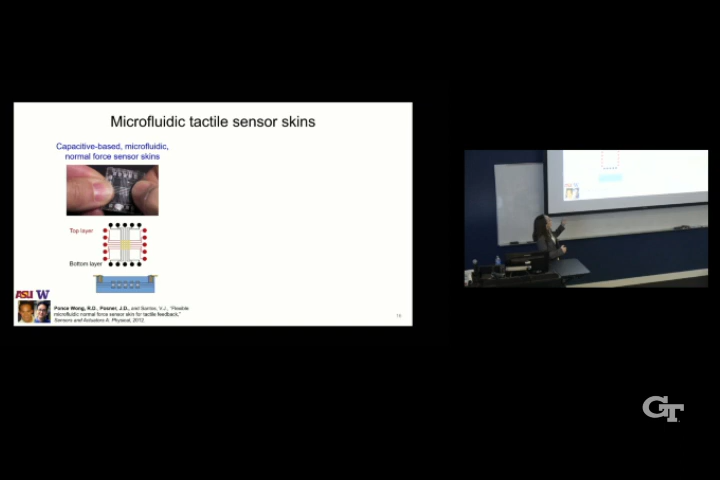 Microfluidic tactile sensor skins
Capacitive-based, microfluidic,
normal force sensor skins
Top layer
Bottom layer
ASU W
Ponce Wong, R.D., Posner, J.D., and Santos, V.J., "Flexible
microfluidic normal force sensor skin for tactile feedback,"
Sensors and Actuators A: Physical, 2012.
16
GT